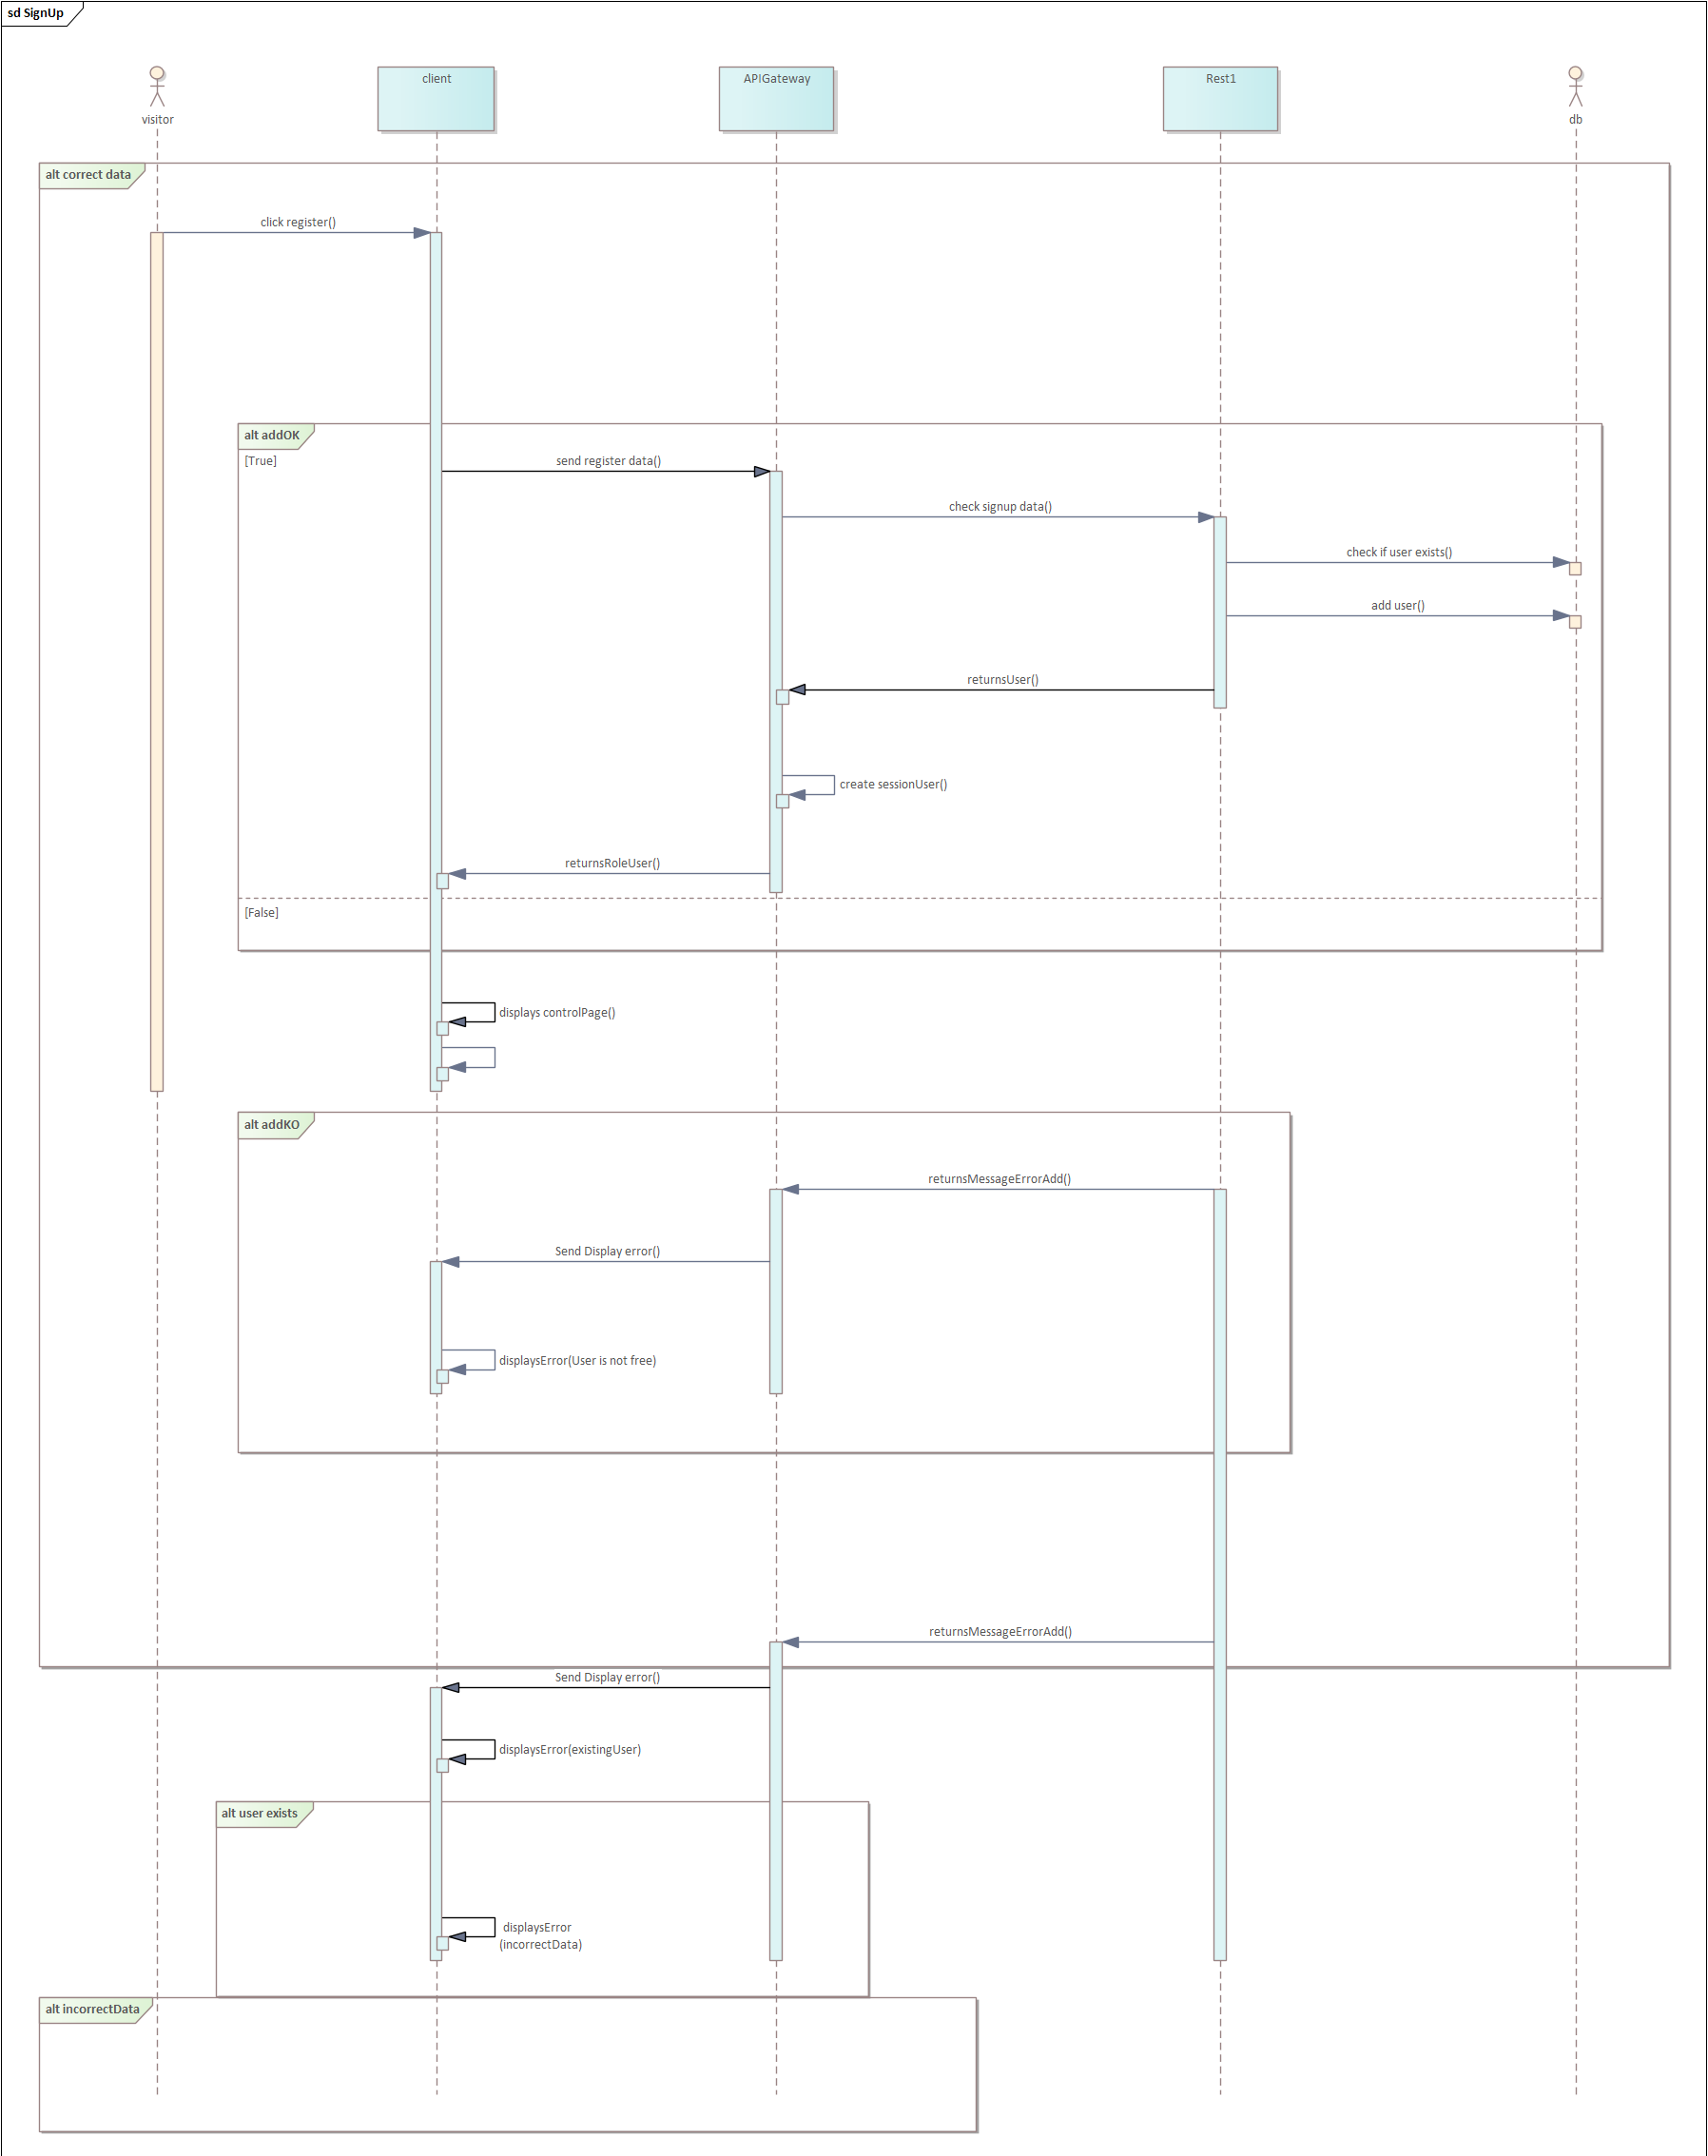 sd SignUp
visitor
client
APIGateway
Rest1
db
alt correct data
click register()
alt addOK
[True]
send register data()
check signup data()
check if user exists()
add user()
returnsUser()
create sessionUser()
returnsRoleUser()
[False]
displays controlPage()
alt addKO
returnsMessageErrorAdd()
Send Display error()
displaysError(User is not free)
returnsMessageErrorAdd()
Send Display error()
displaysError(existingUser)
alt user exists
displaysError
(incorrectData)
alt incorrectData